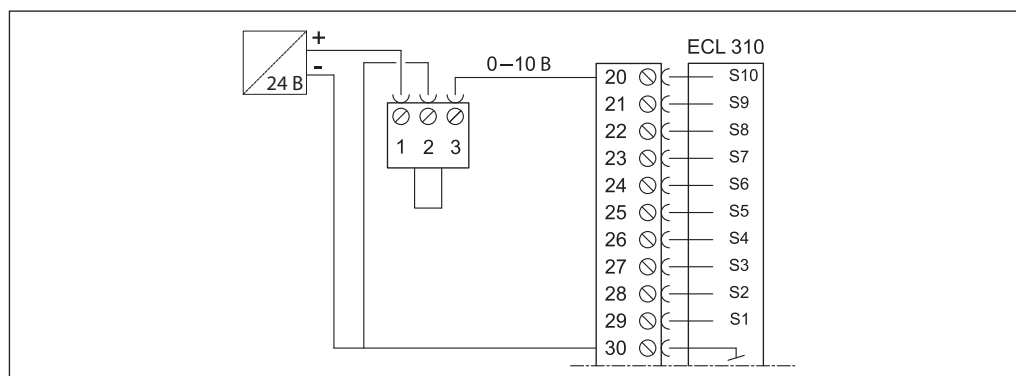 +
-
24 В
1 2 3
0–10 В
ECL 310
20 S10
21 S9
22 S8
23 S7
24 S6
25 S5
26 S4
27 S3
28 S2
29 S1
30